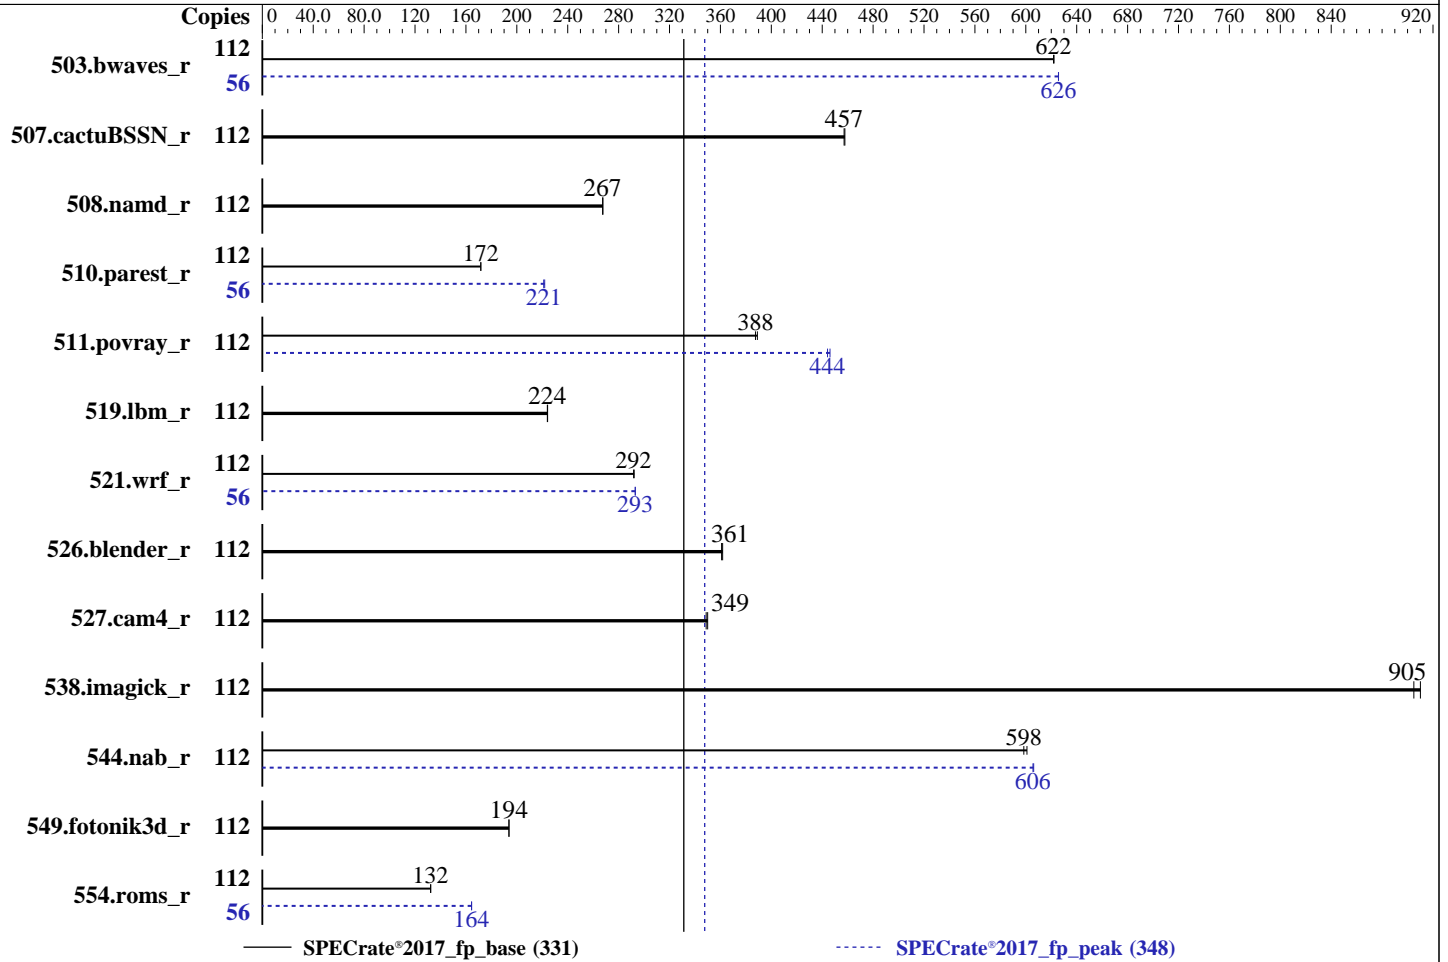 Copies 0 40.0 80.0 120 160 200 240 280 320 360 400 440 480 520 560 600 640 680 720 760 800 840 920
503.bwaves_r 112 622
56 626
507.cactuBSSN_r 112 457
508.namd_r 112 267
510.parest_r 112 172
56 221
511.povray_r 112 388
444
519.lbm_r 112 224
521.wrf_r 112 292
56 293
526.blender_r 112 361
527.cam4_r 112 349
538.imagick_r 112 905
544.nab_r 112 598
606
549.fotonik3d_r 112 194
554.roms_r 112 132
56 164
SPECrate®2017_fp_base (331) SPECrate®2017_fp_peak (348)